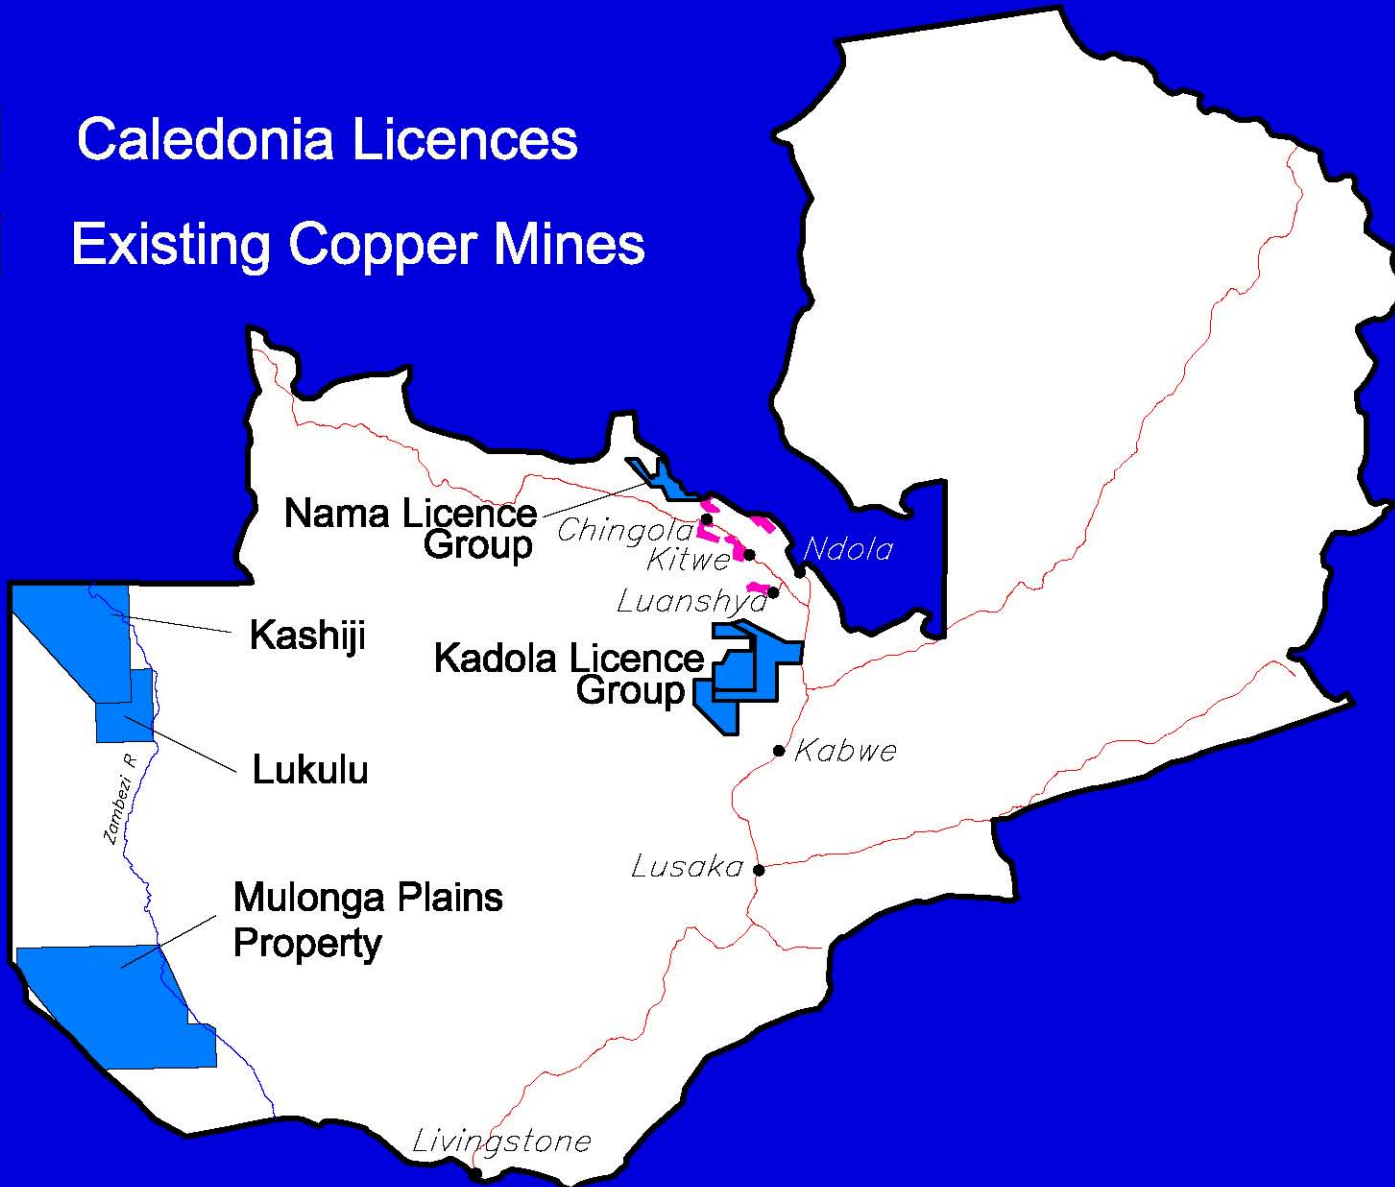 Caledonia Licences
Existing Copper Mines
Nama Licence
Group
Chingola
Kitwe
Ndola
Luanshya
Kashiji
Kadola Licence
Group
Lukulu
Kabwe
Zambezi R
Lusaka
Mulonga Plains
Property
Livingstone